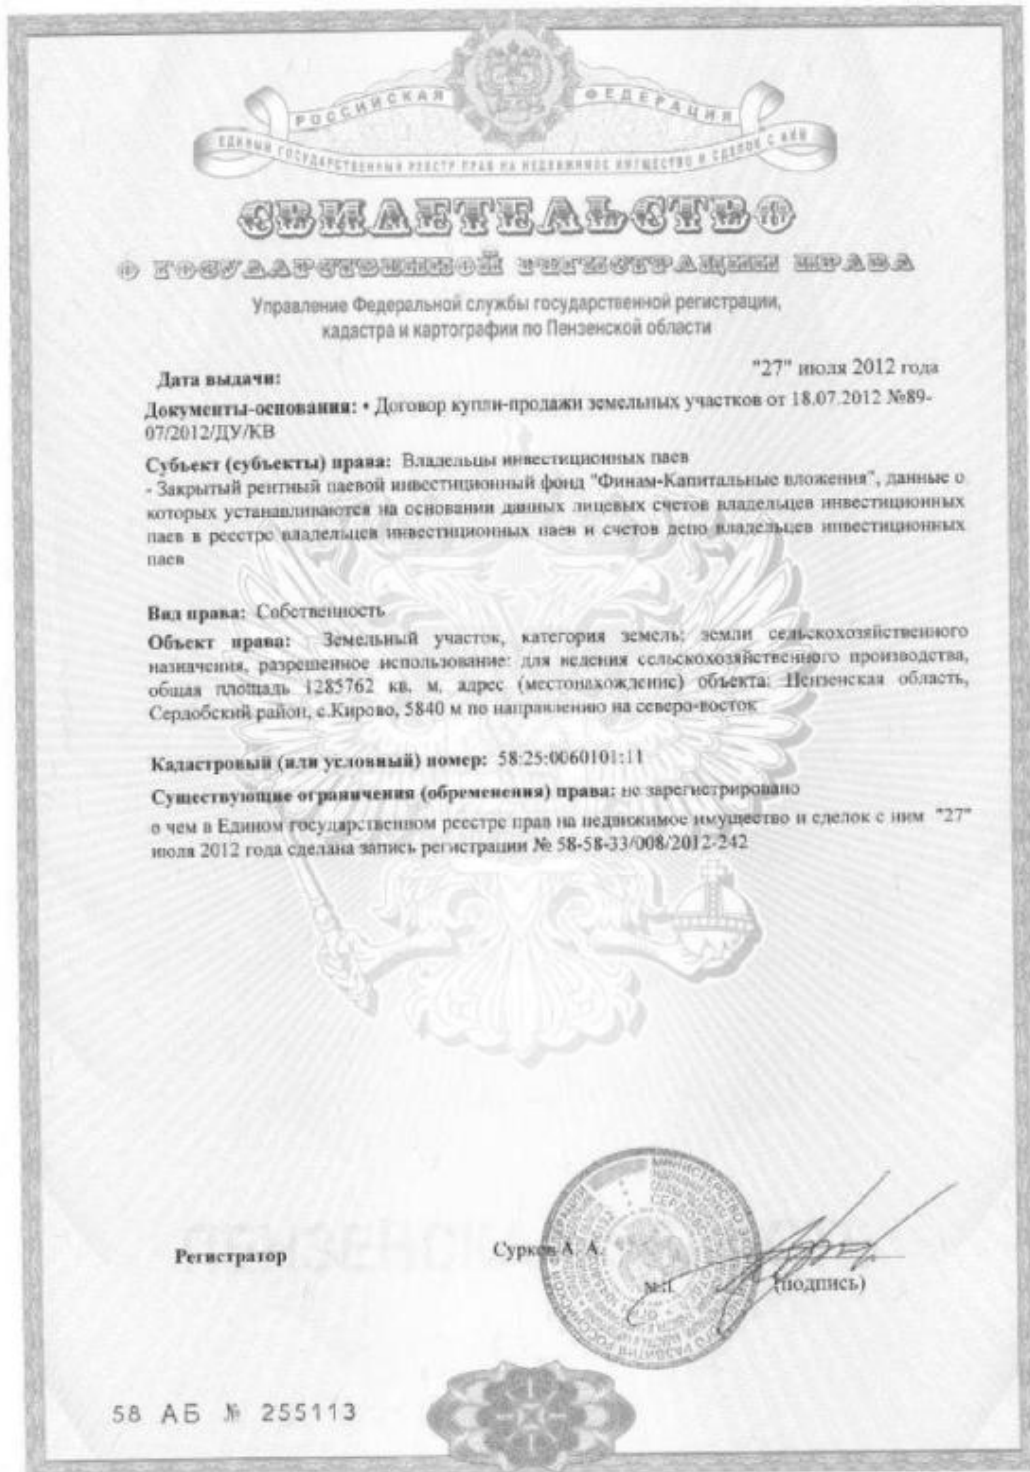 РОССИЙСКАЯ ФЕДЕРАЦИЯ
ЕДИНЫЙ ГОСУДАРСТВЕННЫЙ РЕЕСТР ПРАВ НА НЕДВИЖИМОЕ ИМУЩЕСТВО И СДЕЛОК С НИМ
СВИДЕТЕЛЬСТВО
О ГОСУДАРСТВЕННОЙ РЕГИСТРАЦИИ ПРАВА
Управление Федеральной службы государственной регистрации,
кадастра и картографии по Пензенской области
Дата выдачи: "27" июля 2012 года
Документы-основания: • Договор купли-продажи земельных участков от 18.07.2012 №89-
07/2012/ДУ/КВ
Субъект (субъекты) права: Владельцы инвестиционных паев
- Закрытый рентный паевой инвестиционный фонд "Финам-Капитальные вложения", данные о
которых устанавливаются на основании данных лицевых счетов владельцев инвестиционных
паев в реестре владельцев инвестиционных паев и счетов депо владельцев инвестиционных
паев
Вид права: Собственность
Объект права: Земельный участок, категория земель: земли сельскохозяйственного
назначения, разрешенное использование: для ведения сельскохозяйственного производства,
общая площадь 1285762 кв. м, адрес (местонахождение) объекта: Пензенская область,
Сердобский район, с.Кирово, 5840 м по направлению на северо-восток
Кадастровый (или условный) номер: 58:25:0060101:11
Существующие ограничения (обременения) права: не зарегистрировано
о чем в Едином государственном реестре прав на недвижимое имущество и сделок с ним "27"
июля 2012 года сделана запись регистрации № 58-58-33/008/2012-242
Регистратор Сурков А. А.
м.п. (подпись)
58 АБ № 255113